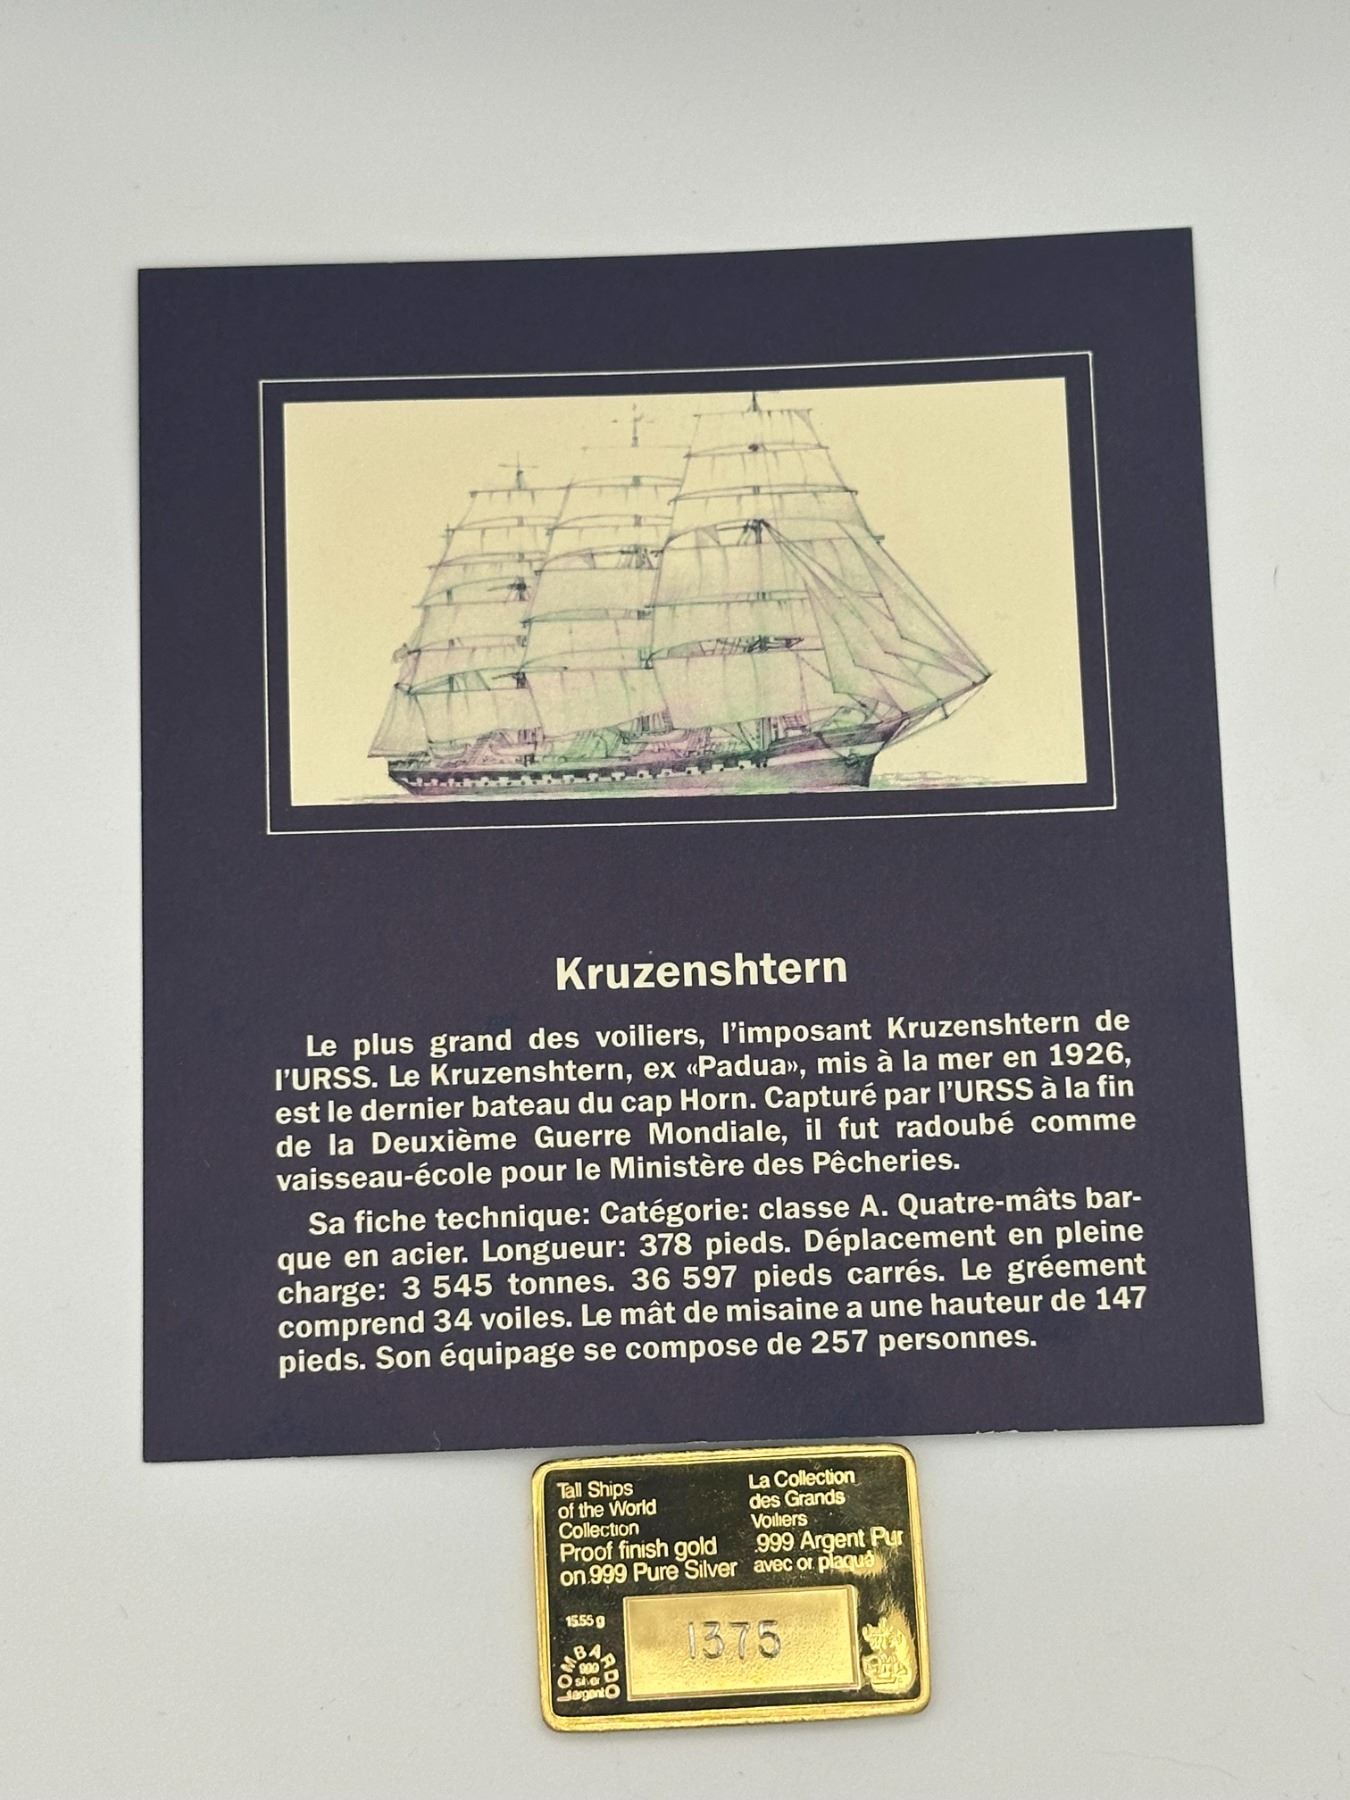 Kruzenshtern
Le plus grand des voiliers, l'imposant Kruzenshtern de
l'URSS. Le Kruzenshtern, ex «Padua», mis à la mer en 1926,
est le dernier bateau du cap Horn. Capturé par l'URSS à la fin
de la Deuxième Guerre Mondiale, il fut radoubé comme
vaisseau-école pour le Ministère des Pêcheries.
Sa fiche technique: Catégorie: classe A. Quatre-mâts bar-
que en acier. Longueur: 378 pieds. Déplacement en pleine
charge: 3 545 tonnes. 36 597 pieds carrés. Le gréement
comprend 34 voiles. Le mât de misaine a une hauteur de 147
pieds. Son équipage se compose de 257 personnes.
Tall Ships
of the World
Collection
Proof finish gold
on .999 Pure Silver
La Collection
des Grands
Voiliers
.999 Argent Pur
avec or plaqué
15.55 g
1375
LOMBARDO
999
silver
argent